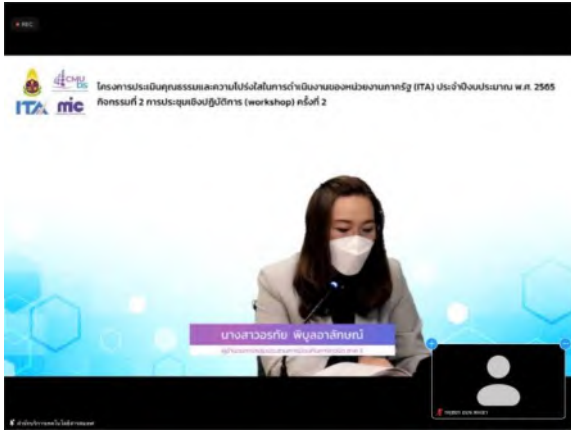 REC
CMU
DS
ITA mic
โครงการประเมินคุณธรรมและความโปร่งใสในการดำเนินงานของหน่วยงานภาครัฐ (ITA) ประจำปีงบประมาณ พ.ศ. 2565
กิจกรรมที่ 2 การประชุมเชิงปฏิบัติการ (workshop) ครั้งที่ 2
นางสาวอรทัย พิบูลอาลักษณ์